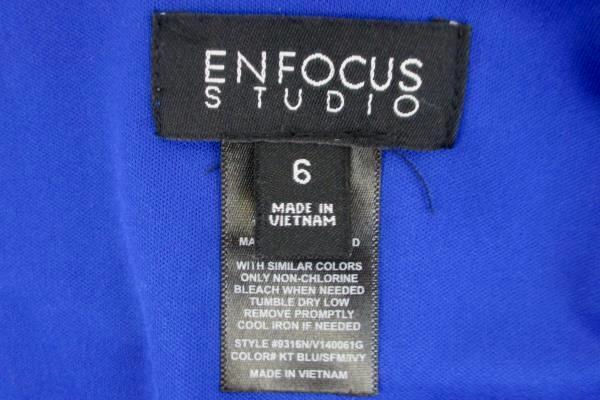 ENFOCUS
STUDIO
6
MADE IN
VIETNAM
MA D
WITH SIMILAR COLORS
ONLY NON-CHLORINE
BLEACH WHEN NEEDED
TUMBLE DRY LOW
REMOVE PROMPTLY
COOL IRON IF NEEDED
STYLE #9316N/V140061G
COLOR# KT BLU/SFM/IVY
MADE IN VIETNAM